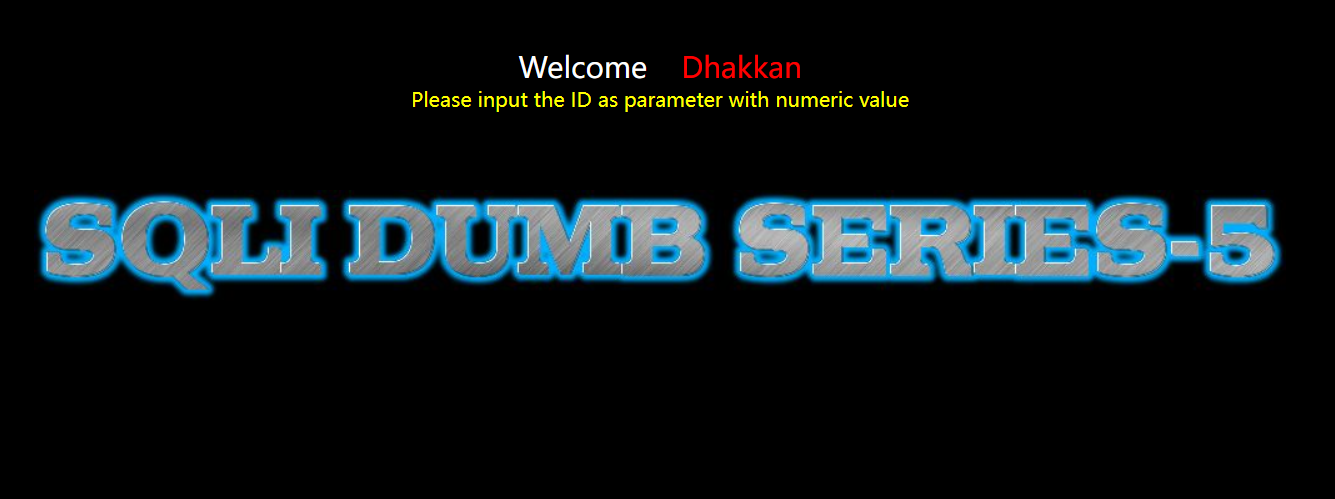 Welcome Dhakkan
Please input the ID as parameter with numeric value
SQLI DUMB SERIES-5